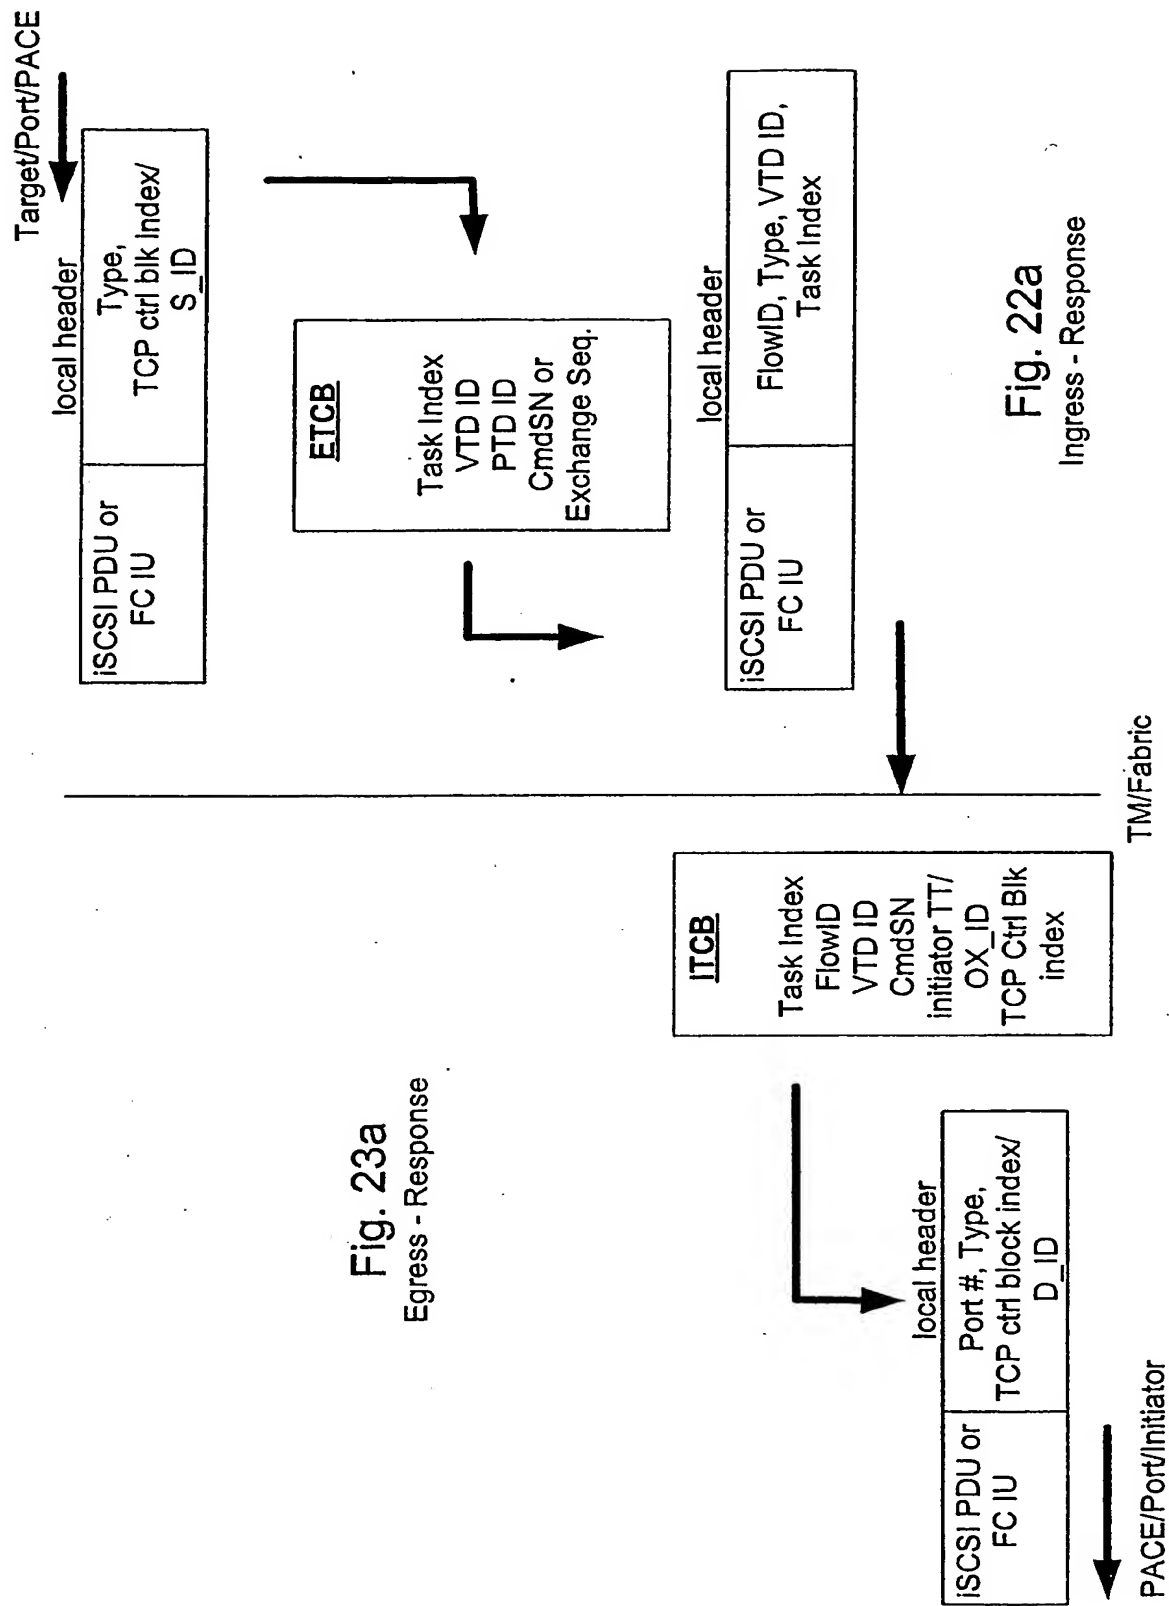 Target/Port/PACE
local header
iSCSI PDU or
FC IU
Type,
TCP ctrl blk Index/
S_ID
ETCB
Task Index
VTD ID
PTD ID
CmdSN or
Exchange Seq.
local header
iSCSI PDU or
FC IU
FlowID, Type, VTD ID,
Task Index
Fig. 22a
Ingress - Response
TM/Fabric
ITCB
Task Index
FlowID
VTD ID
CmdSN
initiator TT/
OX_ID
TCP Ctrl Blk
index
Fig. 23a
Egress - Response
local header
iSCSI PDU or
FC IU
Port #, Type,
TCP ctrl block index/
D_ID
PACE/Port/Initiator